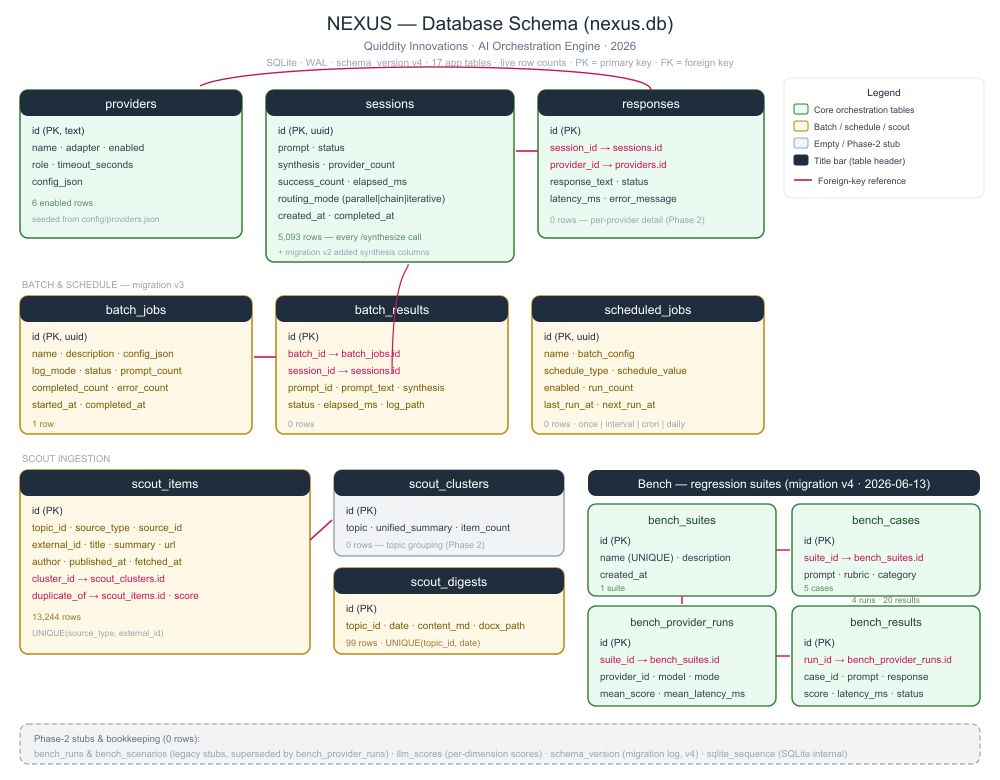 NEXUS — Database Schema (nexus.db)
Quiddity Innovations · AI Orchestration Engine · 2026
SQLite · WAL · schema_version v4 · 17 app tables · live row counts · PK = primary key · FK = foreign key
providers
id (PK, text)
name · adapter · enabled
role · timeout_seconds
config_json
6 enabled rows
seeded from config/providers.json
sessions
id (PK, uuid)
prompt · status
synthesis · provider_count
success_count · elapsed_ms
routing_mode (parallel|chain|iterative)
created_at · completed_at
5,093 rows — every /synthesize call
+ migration v2 added synthesis columns
responses
id (PK)
session_id → sessions.id
provider_id → providers.id
response_text · status
latency_ms · error_message
0 rows — per-provider detail (Phase 2)
Legend
Core orchestration tables
Batch / schedule / scout
Empty / Phase-2 stub
Title bar (table header)
Foreign-key reference
BATCH & SCHEDULE — migration v3
batch_jobs
id (PK, uuid)
name · description · config_json
log_mode · status · prompt_count
completed_count · error_count
started_at · completed_at
1 row
batch_results
id (PK)
batch_id → batch_jobs.id
session_id → sessions.id
prompt_id · prompt_text · synthesis
status · elapsed_ms · log_path
0 rows
scheduled_jobs
id (PK, uuid)
name · batch_config
schedule_type · schedule_value
enabled · run_count
last_run_at · next_run_at
0 rows · once | interval | cron | daily
SCOUT INGESTION
scout_items
id (PK)
topic_id · source_type · source_id
external_id · title · summary · url
author · published_at · fetched_at
cluster_id → scout_clusters.id
duplicate_of → scout_items.id · score
13,244 rows
UNIQUE(source_type, external_id)
scout_clusters
id (PK)
topic · unified_summary · item_count
0 rows — topic grouping (Phase 2)
scout_digests
id (PK)
topic_id · date · content_md · docx_path
99 rows · UNIQUE(topic_id, date)
Bench — regression suites (migration v4 · 2026-06-13)
bench_suites
id (PK)
name (UNIQUE) · description
created_at
1 suite
bench_cases
id (PK)
suite_id → bench_suites.id
prompt · rubric · category
5 cases
4 runs · 20 results
bench_provider_runs
id (PK)
suite_id → bench_suites.id
provider_id · model · mode
mean_score · mean_latency_ms
bench_results
id (PK)
run_id → bench_provider_runs.id
case_id · prompt · response
score · latency_ms · status
Phase-2 stubs & bookkeeping (0 rows):
bench_runs & bench_scenarios (legacy stubs, superseded by bench_provider_runs) · llm_scores (per-dimension scores) · schema_version (migration log, v4) · sqlite_sequence (SQLite internal)